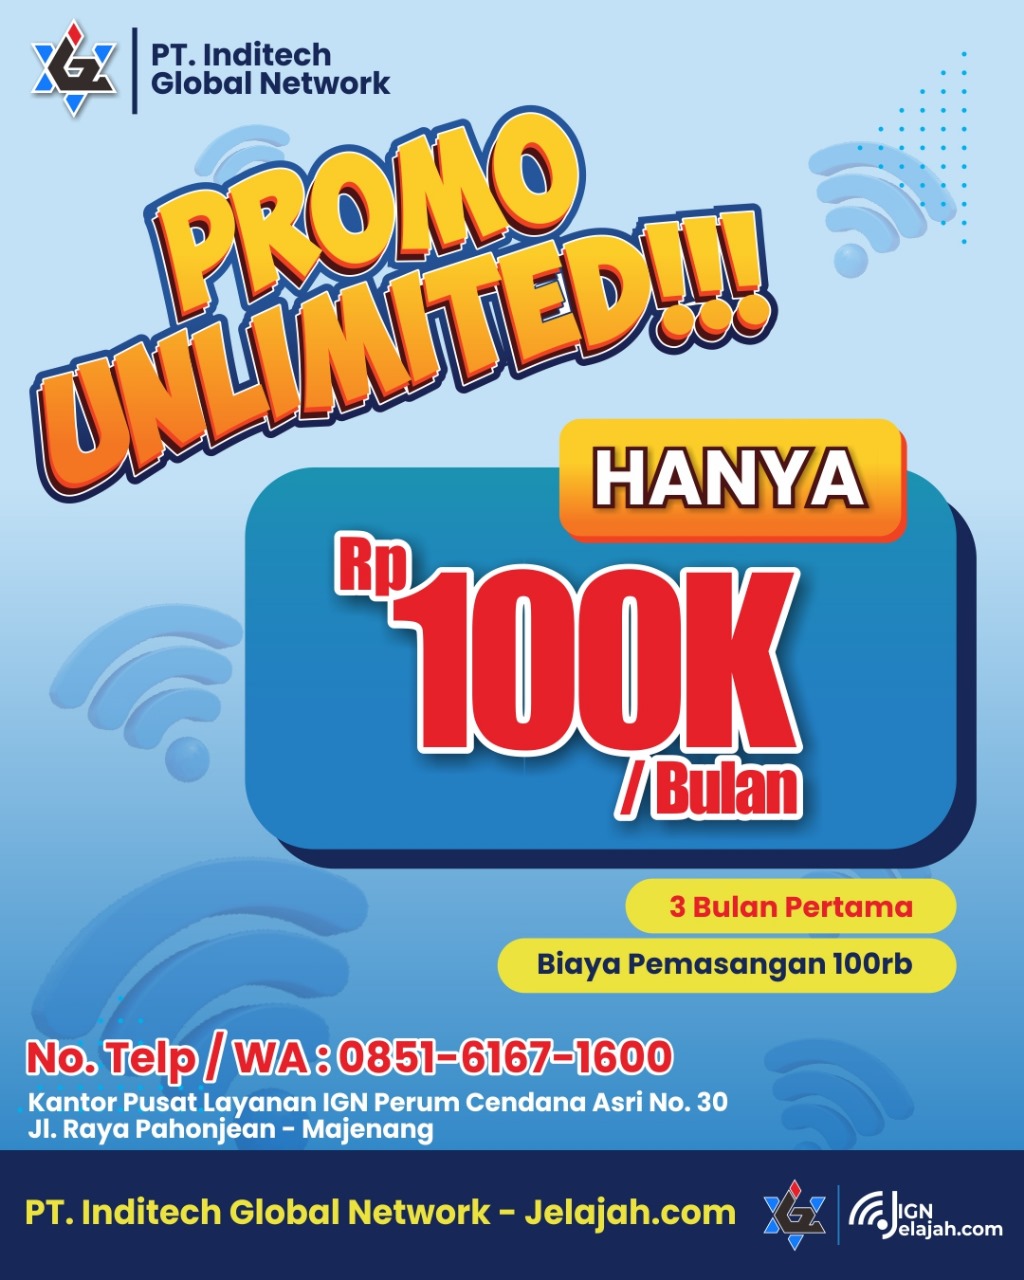 PT. Inditech
Global Network
PROMO
UNLIMITED!!!
HANYA
Rp
100K
/ Bulan
3 Bulan Pertama
Biaya Pemasangan 100rb
No. Telp / WA : 0851-6167-1600
Kantor Pusat Layanan IGN Perum Cendana Asri No. 30
Jl. Raya Pahonjean - Majenang
PT. Inditech Global Network - Jelajah.com
IGN
Jelajah.com